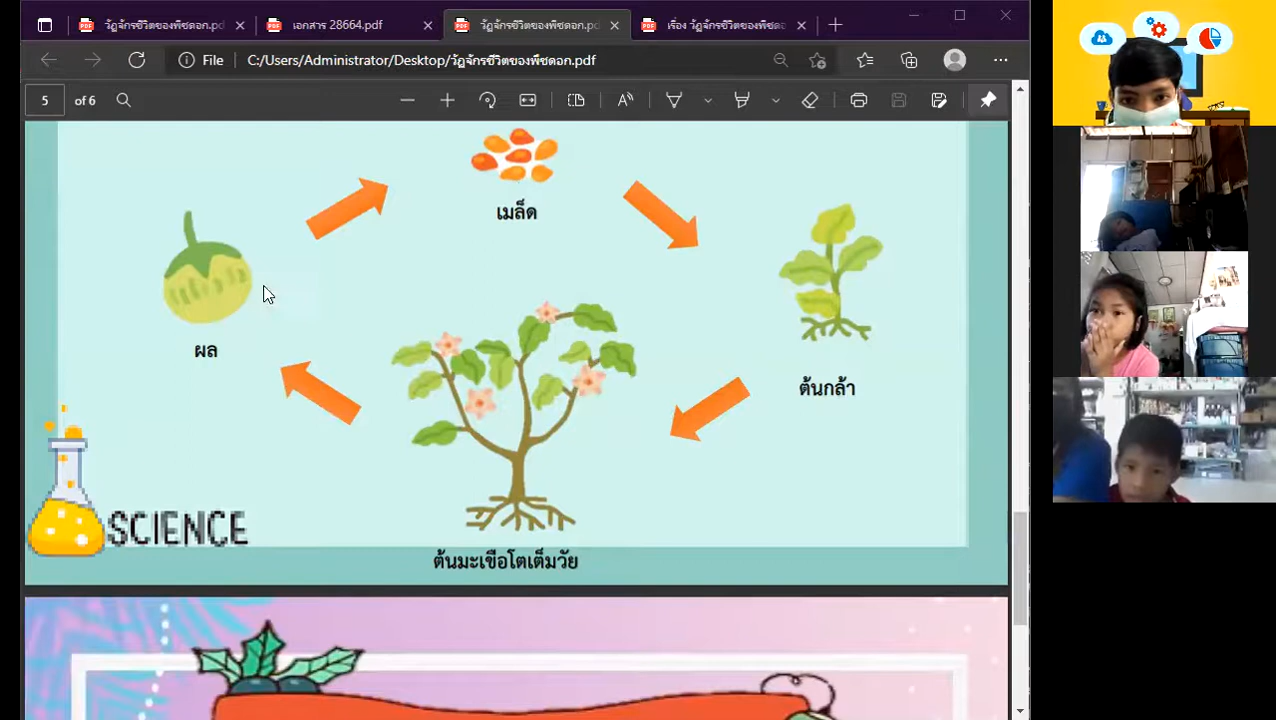 วัฏจักรชีวิตของพืชดอก.pd
เอกสาร 28664.pdf
วัฏจักรชีวิตของพืชดอก.pd
เรื่อง วัฏจักรชีวิตของพืชด
File
C:/Users/Administrator/Desktop/วัฏจักรชีวิตของพืชดอก.pdf
5 of 6
เมล็ด
ผล
ต้นกล้า
SCIENCE
ต้นมะเขือโตเต็มวัย